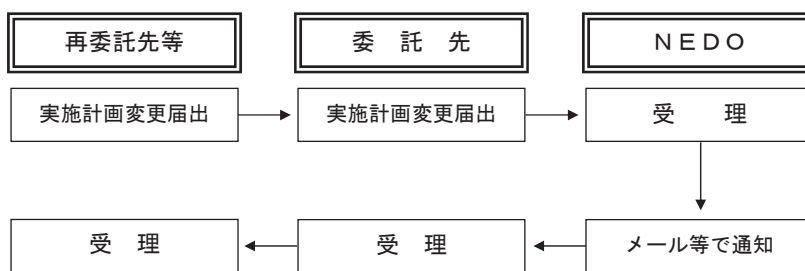 再委託先等 委 託 先 NEDO
実施計画変更届出 実施計画変更届出 受 理
受 理 受 理 メール等で通知